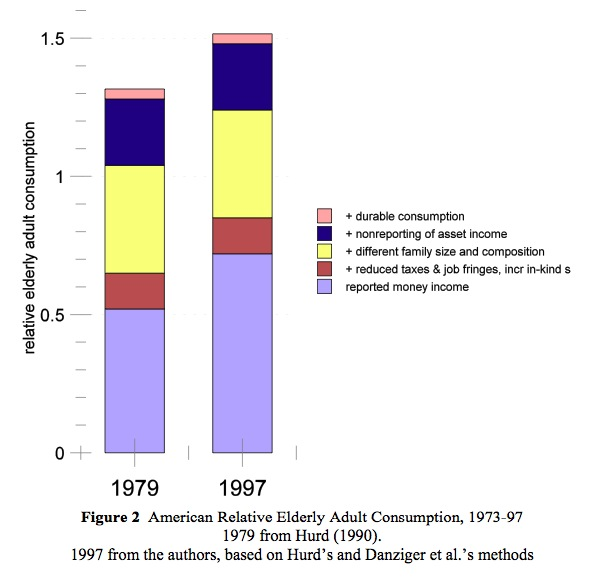 1.5
1
0.5
0
relative elderly adult consumption
1979
1997
+ durable consumption
+ nonreporting of asset income
+ different family size and composition
+ reduced taxes & job fringes, incr in-kind s
reported money income
Figure 2 American Relative Elderly Adult Consumption, 1973-97
1979 from Hurd (1990).
1997 from the authors, based on Hurd's and Danziger et al.'s methods